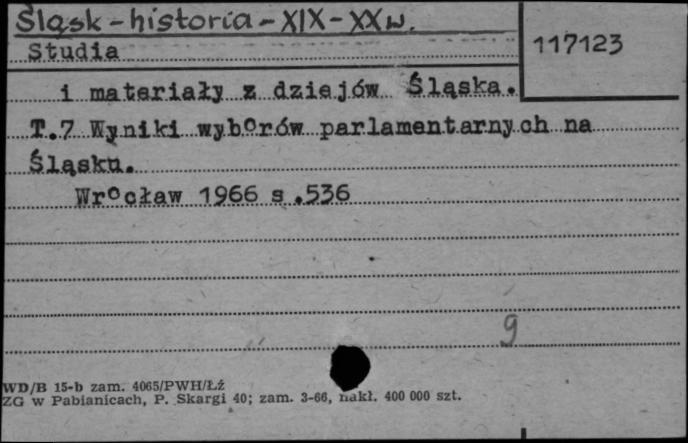 Śląsk - historia - XIX - XX w.
Studia
117123
i materiały z dziejów Śląska.
T.7 Wyniki wyborów parlamentarnych na
Śląsku.
Wrocław 1966 s.536
9
WD/B 15-b zam. 4065/PWH/Łź
ZG w Pabianicach, P. Skargi 40; zam. 3-66, nakł. 400 000 szt.